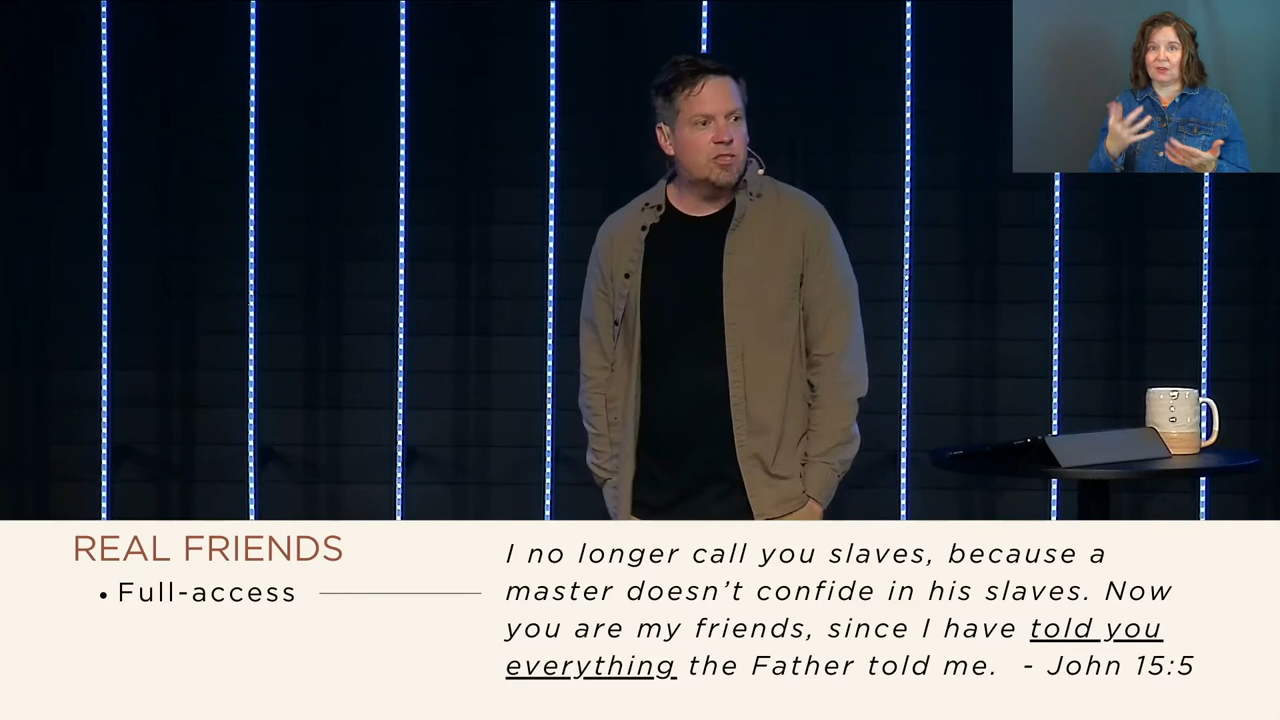 REAL FRIENDS
• Full-access
I no longer call you slaves, because a
master doesn't confide in his slaves. Now
you are my friends, since I have told you
everything the Father told me. - John 15:5